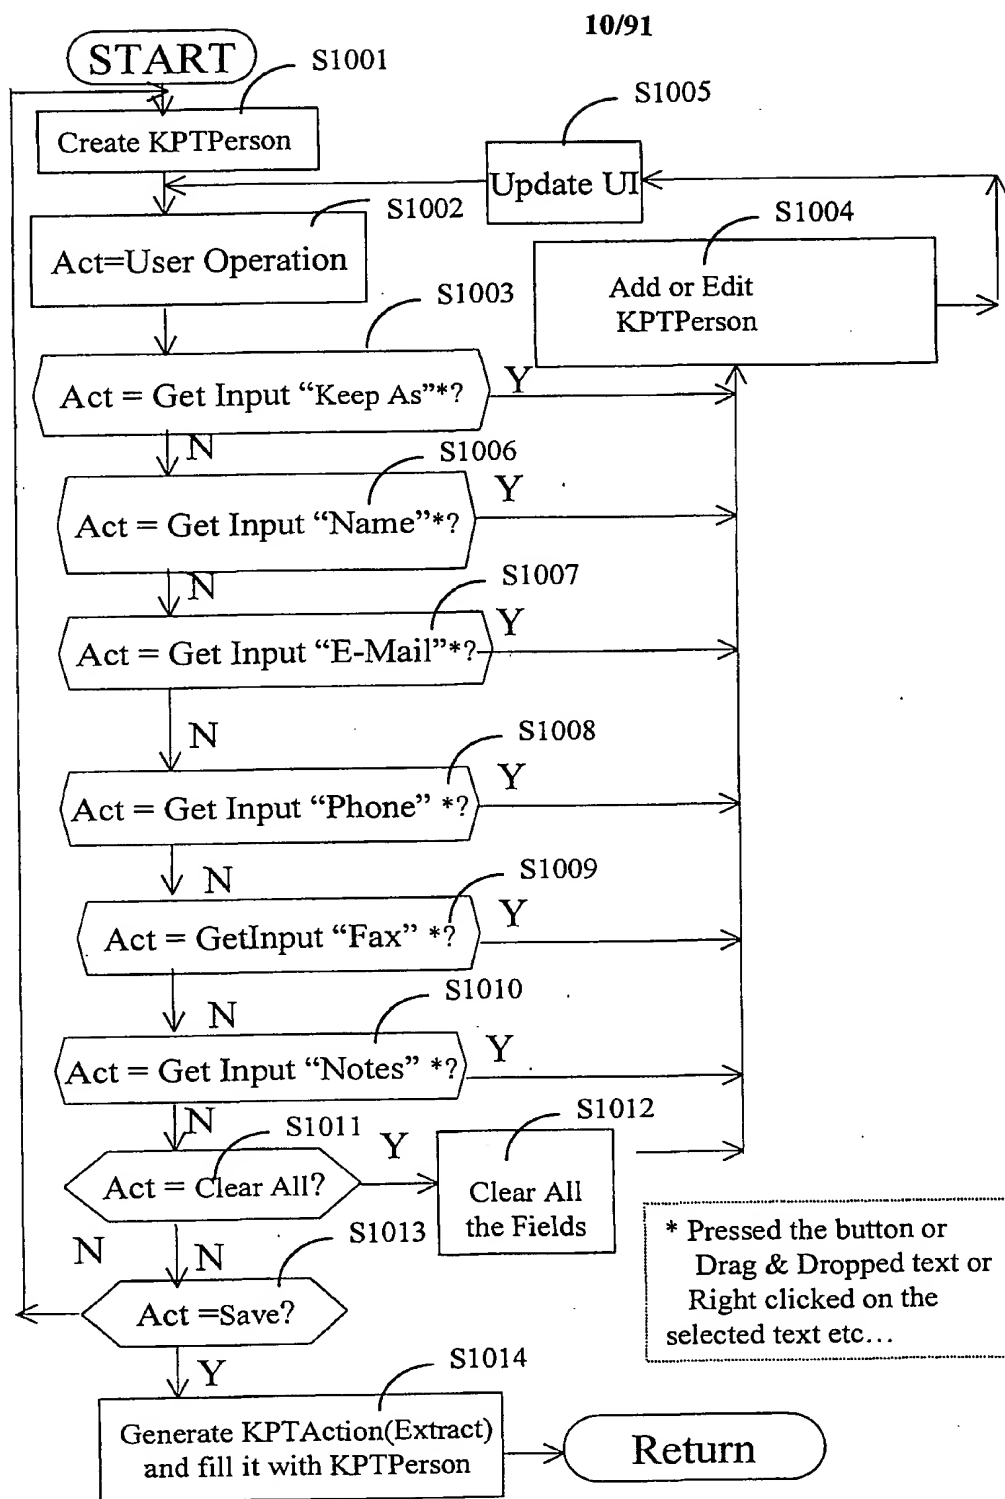 10/91
START
S1001
Create KPTPerson
S1005
Update UI
S1002
Act=User Operation
S1004
Add or Edit
KPTPerson
S1003
Act = Get Input “Keep As”*?
Y
N
S1006
Act = Get Input “Name”*?
Y
N
S1007
Act = Get Input “E-Mail”*?
Y
N
S1008
Act = Get Input “Phone” *?
Y
N
S1009
Act = GetInput “Fax” *?
Y
N
S1010
Act = Get Input “Notes” *?
Y
N
S1011
Act = Clear All?
Y
S1012
Clear All
the Fields
N
N
S1013
Act =Save?
Y
* Pressed the button or
Drag & Dropped text or
Right clicked on the
selected text etc…
S1014
Generate KPTAction(Extract)
and fill it with KPTPerson
Return